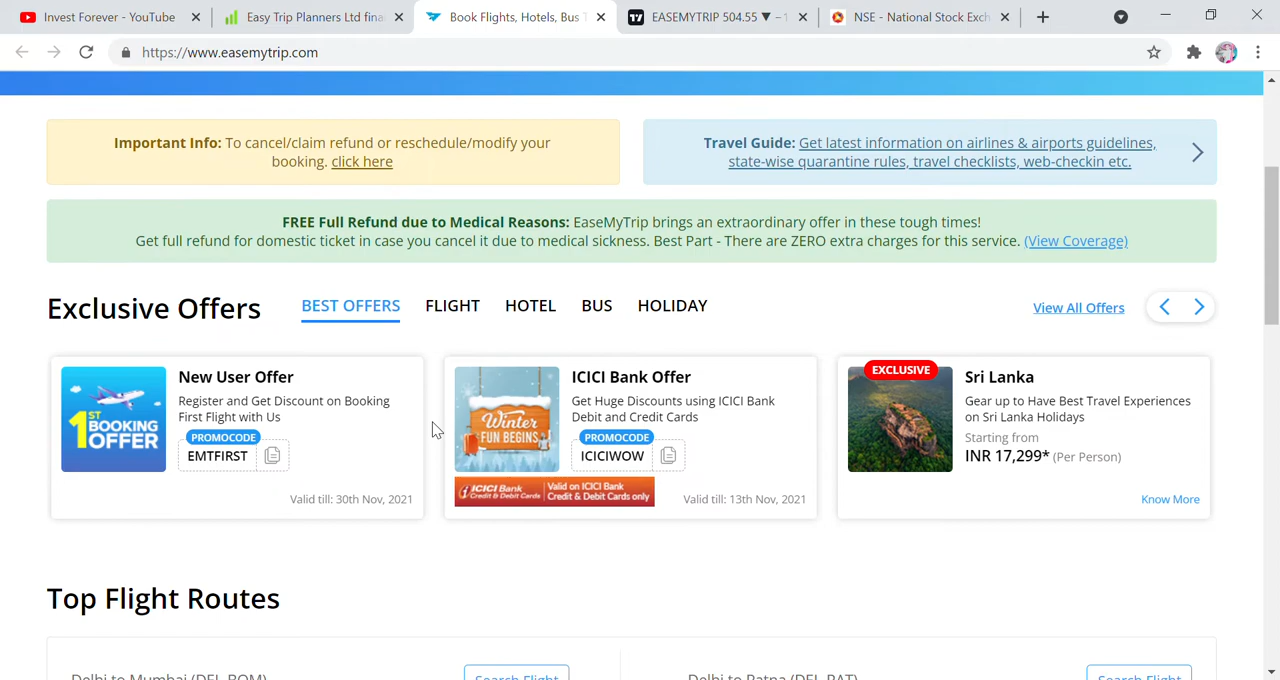 Invest Forever - YouTube
Easy Trip Planners Ltd fina
Book Flights, Hotels, Bus T
EASEMYTRIP 504.55 ▼ −1
NSE - National Stock Exch
https://www.easemytrip.com
Important Info: To cancel/claim refund or reschedule/modify your
booking. click here
Travel Guide: Get latest information on airlines & airports guidelines,
state-wise quarantine rules, travel checklists, web-checkin etc.
FREE Full Refund due to Medical Reasons: EaseMyTrip brings an extraordinary offer in these tough times!
Get full refund for domestic ticket in case you cancel it due to medical sickness. Best Part - There are ZERO extra charges for this service. (View Coverage)
Exclusive Offers
BEST OFFERS
FLIGHT
HOTEL
BUS
HOLIDAY
View All Offers
1ST
BOOKING
OFFER
New User Offer
Register and Get Discount on Booking
First Flight with Us
PROMOCODE
EMTFIRST
Valid till: 30th Nov, 2021
Winter
FUN BEGINS
ICICI Bank Offer
Get Huge Discounts using ICICI Bank
Debit and Credit Cards
PROMOCODE
ICICIWOW
ICICI Bank
Credit & Debit Cards
Valid on ICICI Bank
Credit & Debit Cards only
Valid till: 13th Nov, 2021
EXCLUSIVE
Sri Lanka
Gear up to Have Best Travel Experiences
on Sri Lanka Holidays
Starting from
INR 17,299* (Per Person)
Know More
Top Flight Routes
Delhi to Mumbai (DEL-BOM)
Search Flight
Delhi to Patna (DEL-PAT)
Search Flight